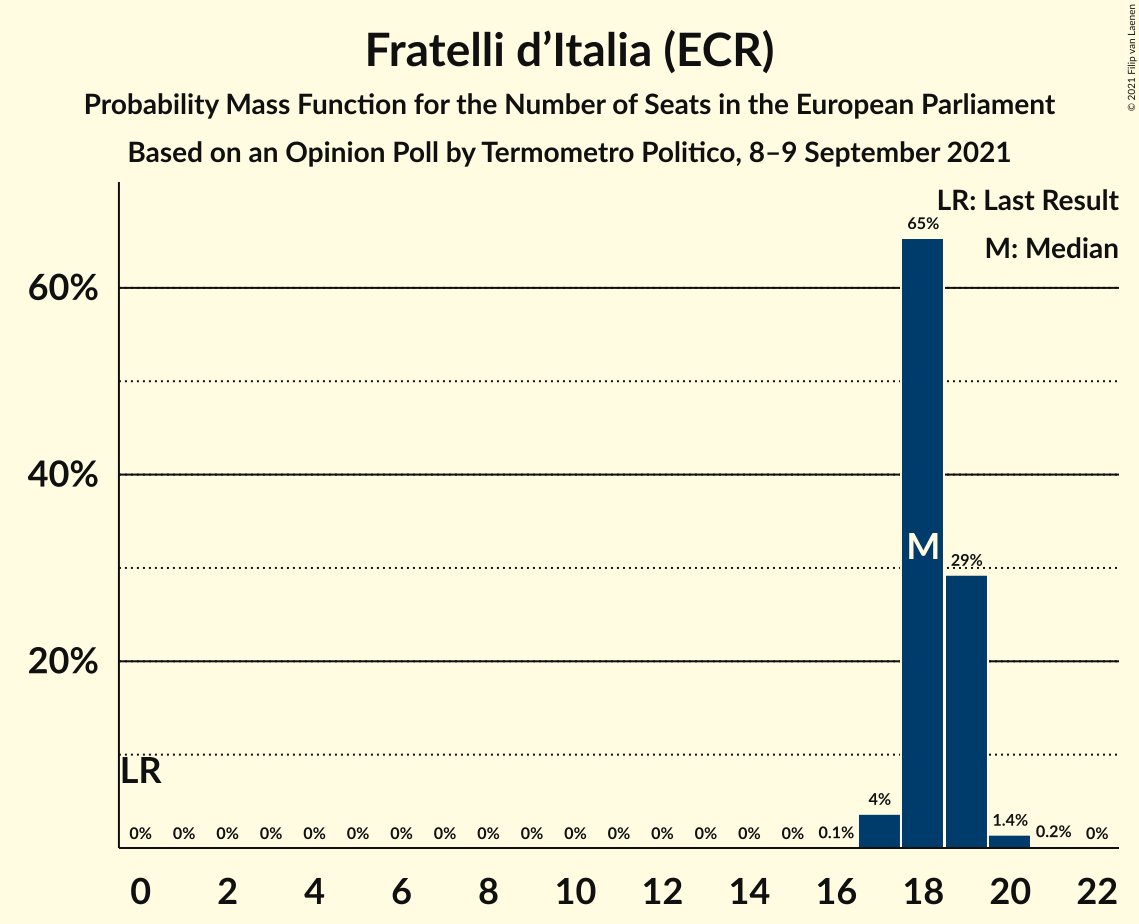 Fratelli d’Italia (ECR)
Probability Mass Function for the Number of Seats in the European Parliament
Based on an Opinion Poll by Termometro Politico, 8–9 September 2021
© 2021 Filip van Laenen
LR: Last Result
M: Median
65%
60%
40%
M
29%
20%
LR
4%
0% 0% 0% 0% 0% 0% 0% 0% 0% 0% 0% 0% 0% 0% 0% 0% 0.1% 1.4% 0.2% 0%
0 2 4 6 8 10 12 14 16 18 20 22